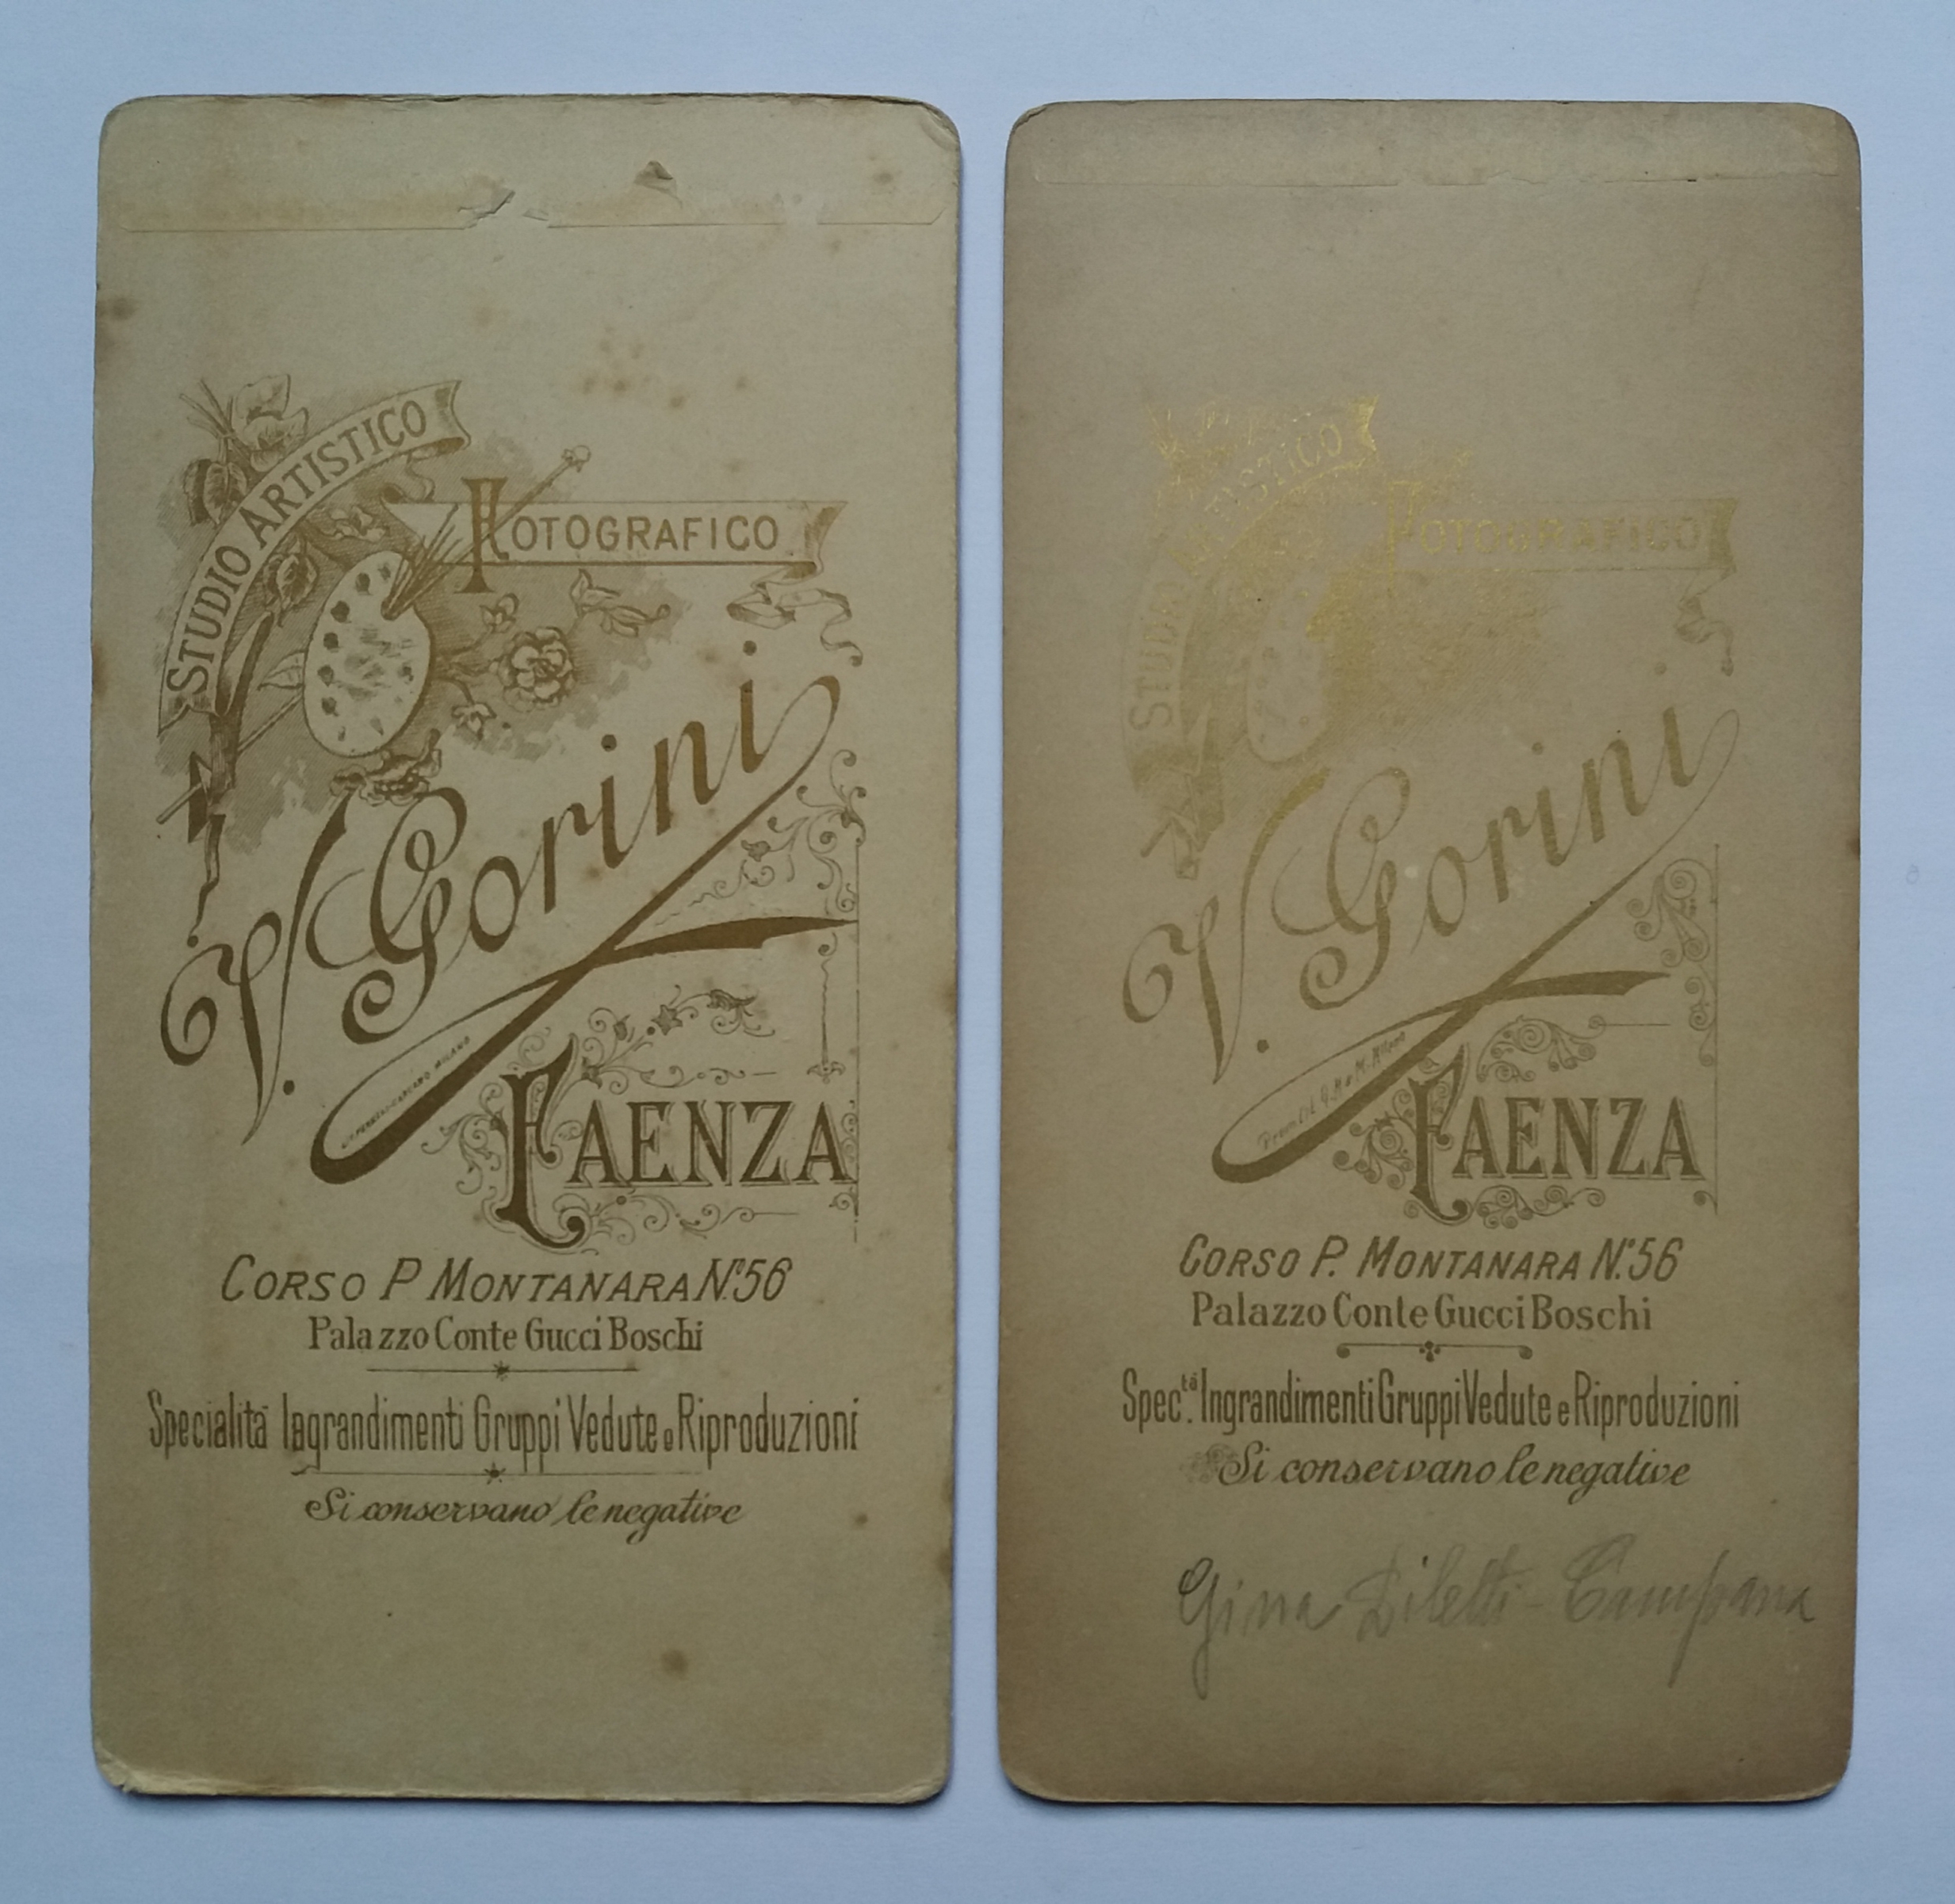 STUDIO ARTISTICO
FOTOGRAFICO
V. Gorini
FAENZA
CORSO P MONTANARA N.º 56
Palazzo Conte Gucci Boschi
Specialità Ingrandimenti Gruppi Vedute e Riproduzioni
Si conservano le negative
STUDIO ARTISTICO
FOTOGRAFICO
V. Gorini
FAENZA
CORSO P. MONTANARA N.º 56
Palazzo Conte Gucci Boschi
Spec.tà Ingrandimenti Gruppi Vedute e Riproduzioni
Si conservano le negative
Gina Diletti - Campana